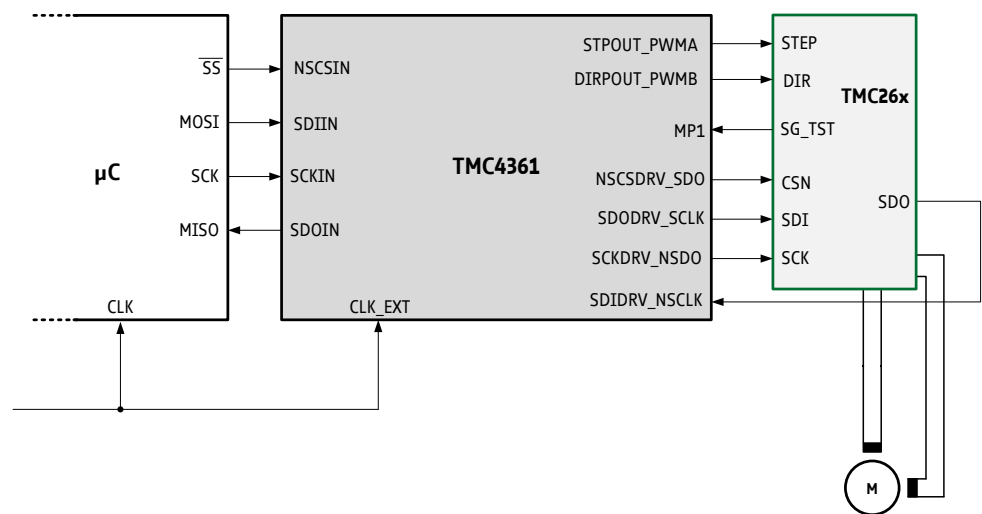 STPOUT_PWMA
STEP
SS
NSCSIN
DIRPOUT_PWMB
DIR
TMC26x
MOSI
SDIIN
MP1
SG_TST
µC
TMC4361
SCK
SCKIN
NSCSDRV_SDO
CSN
SDO
MISO
SDOIN
SDODRV_SCLK
SDI
SCKDRV_NSDO
SCK
CLK
CLK_EXT
SDIDRV_NSCLK
M